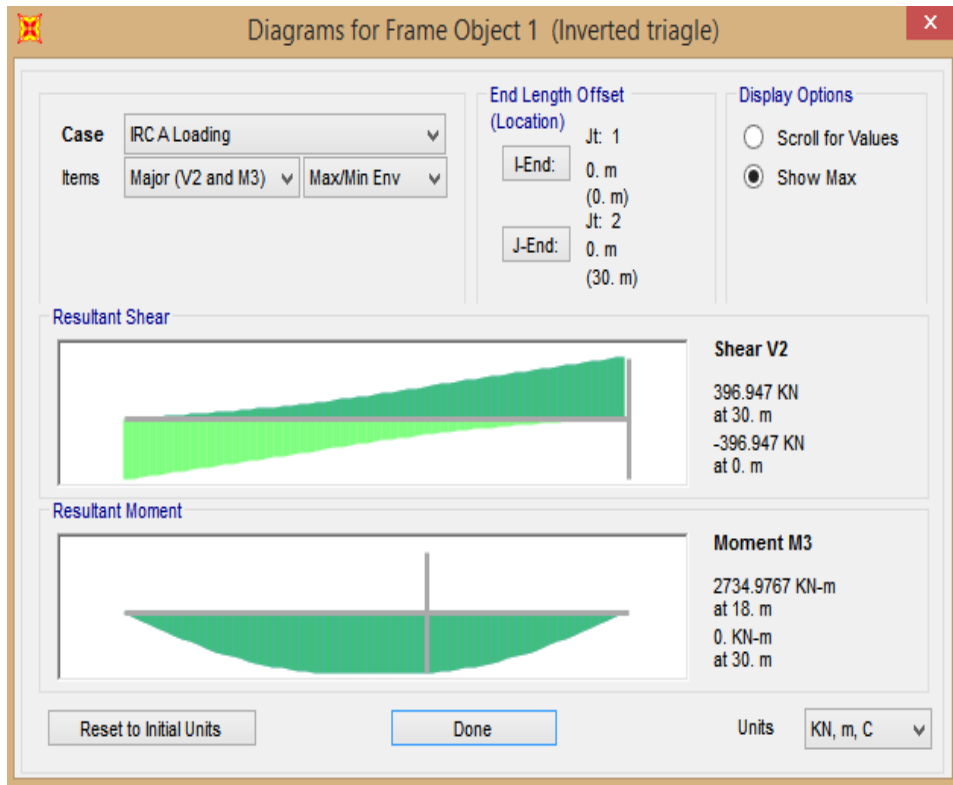 Diagrams for Frame Object 1 (Inverted triagle)
x
End Length Offset
(Location)
Display Options
Case
IRC A Loading
Items
Major (V2 and M3)
Max/Min Env
Jt: 1
I-End:
0. m
(0. m)
Jt: 2
J-End:
0. m
(30. m)
Scroll for Values
Show Max
Resultant Shear
Shear V2
396.947 KN
at 30. m
-396.947 KN
at 0. m
Resultant Moment
Moment M3
2734.9767 KN-m
at 18. m
0. KN-m
at 30. m
Reset to Initial Units
Done
Units
KN, m, C